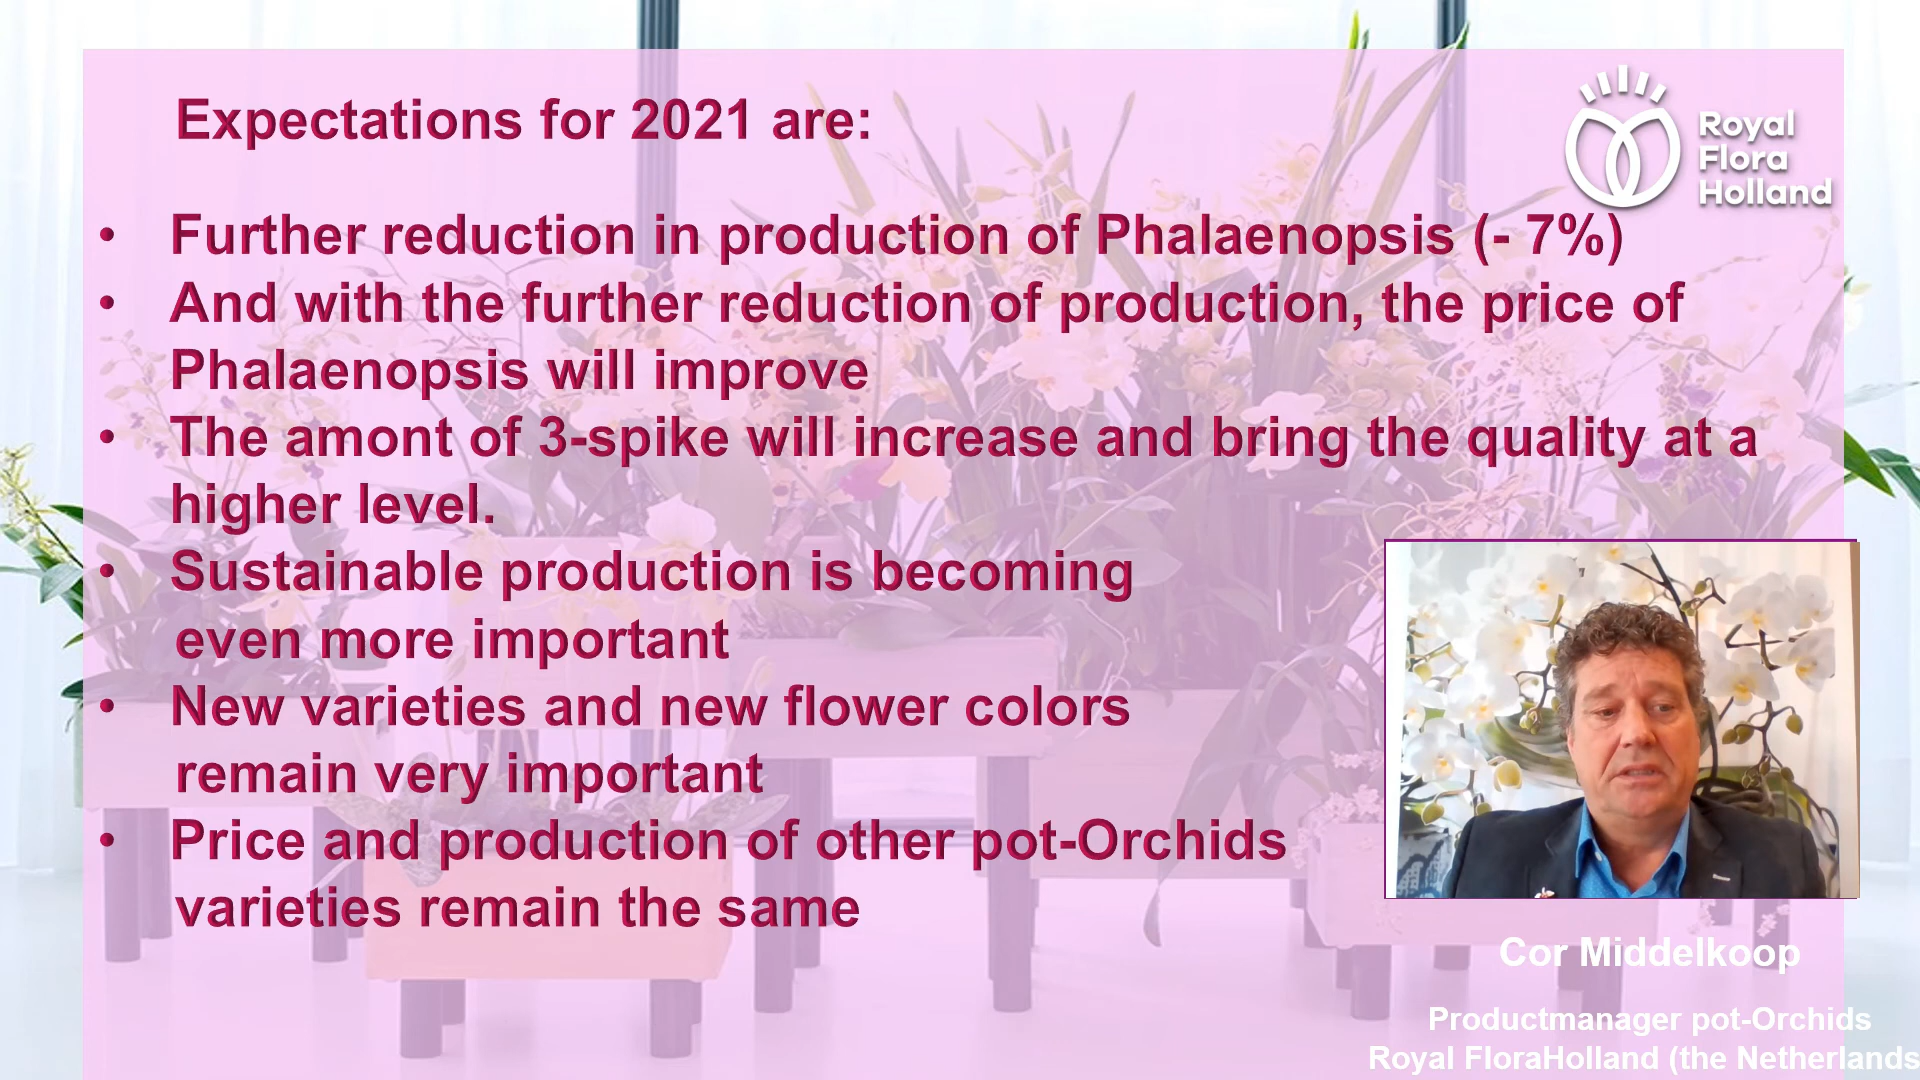 Expectations for 2021 are:
Royal
Flora
Holland
• Further reduction in production of Phalaenopsis (- 7%)
• And with the further reduction of production, the price of
Phalaenopsis will improve
• The amont of 3-spike will increase and bring the quality at a
higher level.
• Sustainable production is becoming
even more important
• New varieties and new flower colors
remain very important
• Price and production of other pot-Orchids
varieties remain the same
Cor Middelkoop
Productmanager pot-Orchids
Royal FloraHolland (the Netherlands